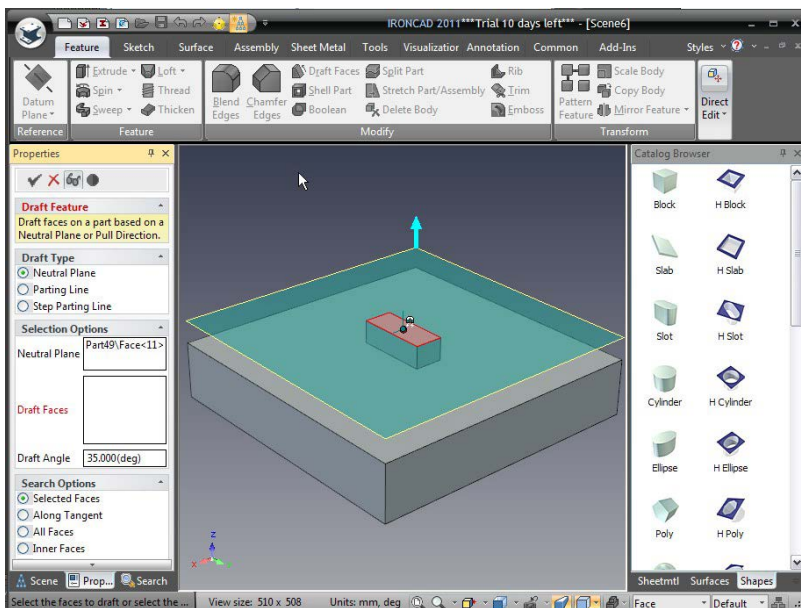 IRONCAD 2011***Trial 10 days left*** - [Scene6]
Feature Sketch Surface Assembly Sheet Metal Tools Visualization Annotation Common Add-Ins Styles
Extrude Loft Draft Faces Split Part Rib Scale Body
Spin Thread Shell Part Stretch Part/Assembly Trim Copy Body
Sweep Thicken Boolean Delete Body Emboss Mirror Feature
Datum Plane Blend Edges Chamfer Edges Pattern Feature Direct Edit
Reference Feature Modify Transform
Properties
Draft Feature
Draft faces on a part based on a
Neutral Plane or Pull Direction.
Draft Type
Neutral Plane
Parting Line
Step Parting Line
Selection Options
Neutral Plane Part49\Face<11>
Draft Faces
Draft Angle 35.000(deg)
Search Options
Selected Faces
Along Tangent
All Faces
Inner Faces
Scene Prop... Search
z
x
Catalog Browser
Block H Block
Slab H Slab
Slot H Slot
Cylinder H Cylinder
Ellipse H Ellipse
Poly H Poly
Sheetmtl Surfaces Shapes
Select the faces to draft or select the ... View size: 510 x 508 Units: mm, deg Face Default